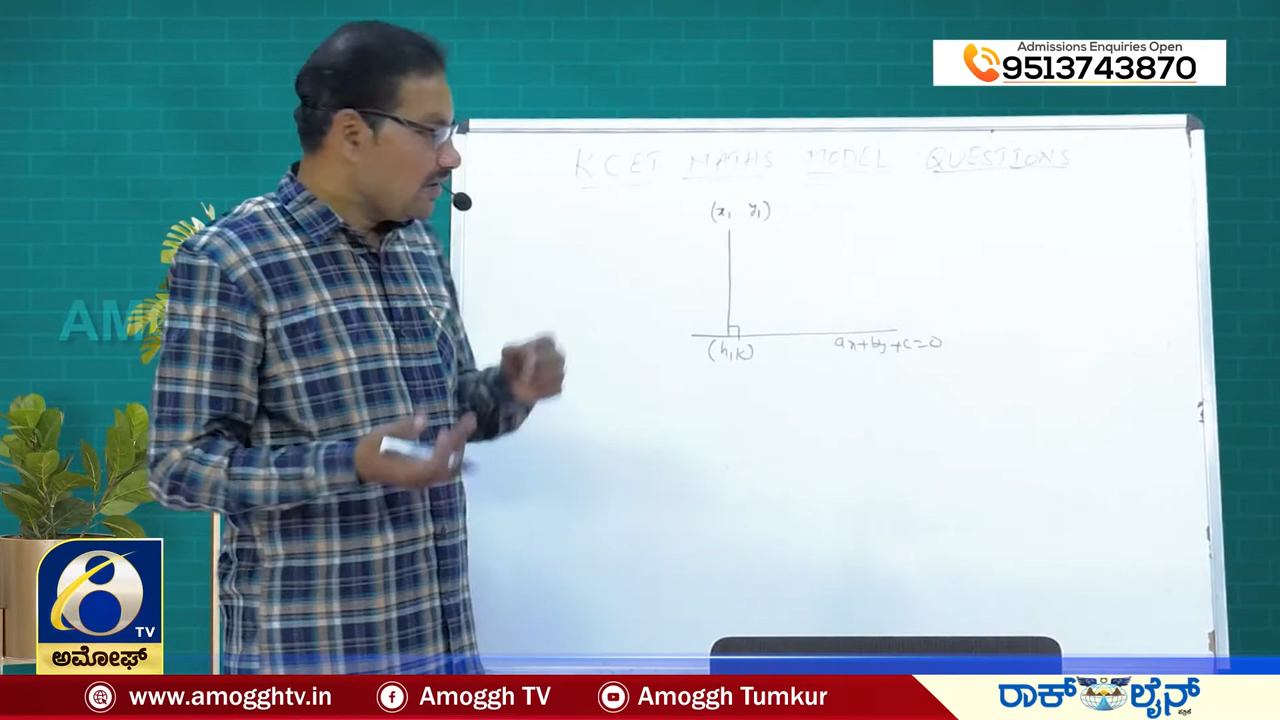 Admissions Enquiries Open
9513743870
KCET MATHS MODEL QUESTIONS
(x₁ y₁)
(h,k)
ax+by+c=0
AM
8
TV
ಅಮೋಘ್
www.amogghtv.in
Amoggh TV
Amoggh Tumkur
ರಾಕ್ ಲೈನ್